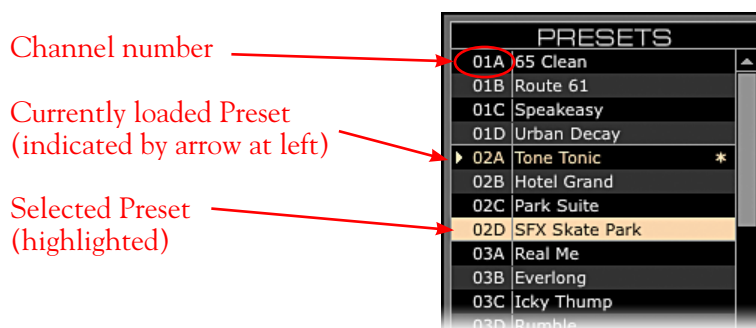 Channel number
Currently loaded Preset
(indicated by arrow at left)
Selected Preset
(highlighted)
PRESETS
01A 65 Clean
01B Route 61
01C Speakeasy
01D Urban Decay
02A Tone Tonic *
02B Hotel Grand
02C Park Suite
02D SFX Skate Park
03A Real Me
03B Everlong
03C Icky Thump
03D Rumble